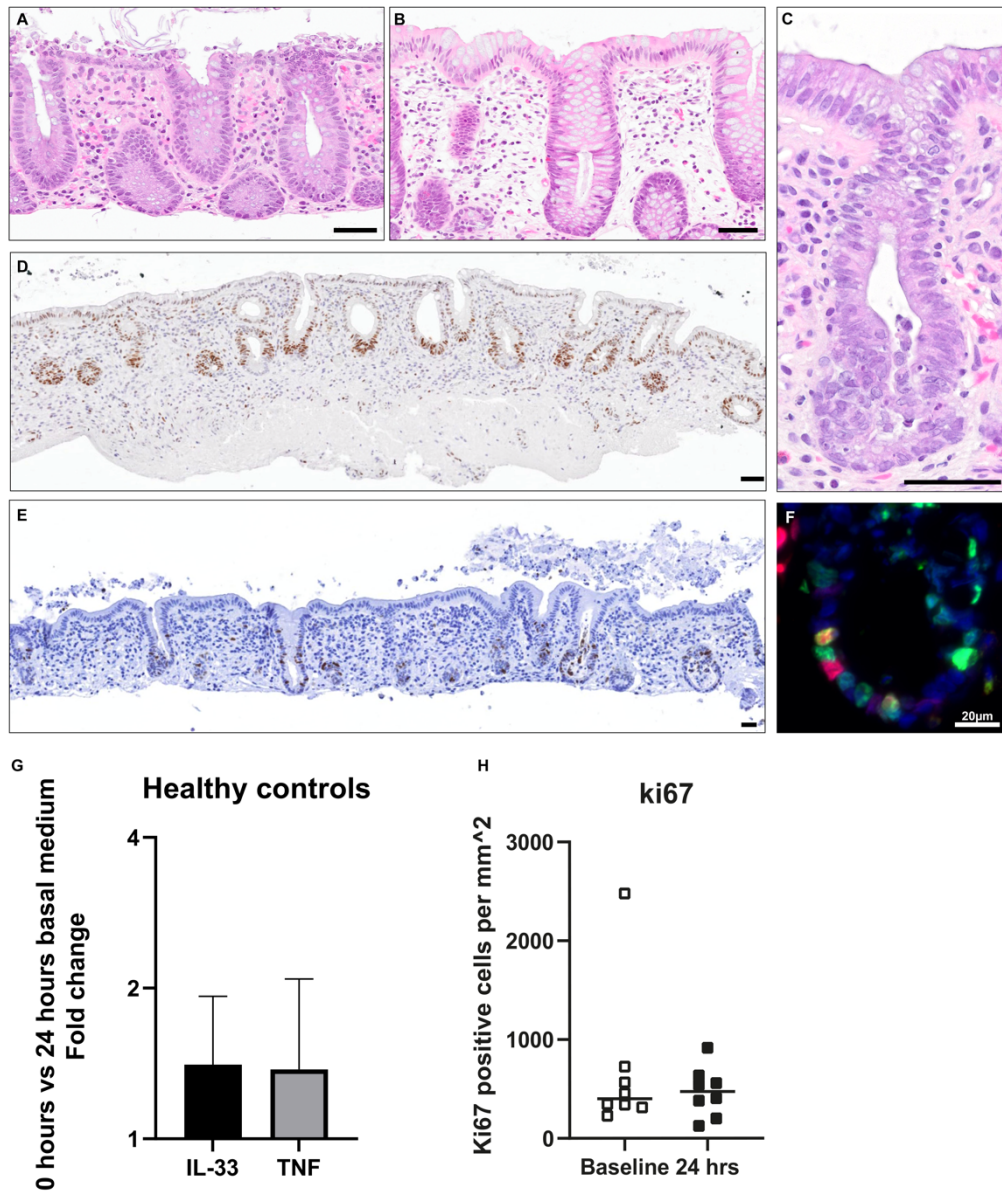 A
B
C
D
E
F
20µm
G
Healthy controls
0 hours vs 24 hours basal medium
Fold change
4
2
1
IL-33
TNF
H
ki67
Ki67 positive cells per mm^2
3000
2000
1000
0
Baseline 24 hrs